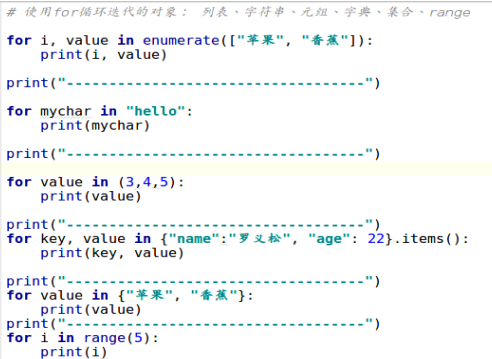 # 使用for循环迭代的对象： 列表、字符串、元组、字典、集合、range
for i, value in enumerate(["苹果", "香蕉"]):
    print(i, value)
print("-----------------------------------")
for mychar in "hello":
    print(mychar)
print("-----------------------------------")
for value in (3,4,5):
    print(value)
print("-----------------------------------")
for key, value in {"name":"罗义松", "age": 22}.items():
    print(key, value)
print("-----------------------------------")
for value in {"苹果", "香蕉"}:
    print(value)
print("-----------------------------------")
for i in range(5):
    print(i)